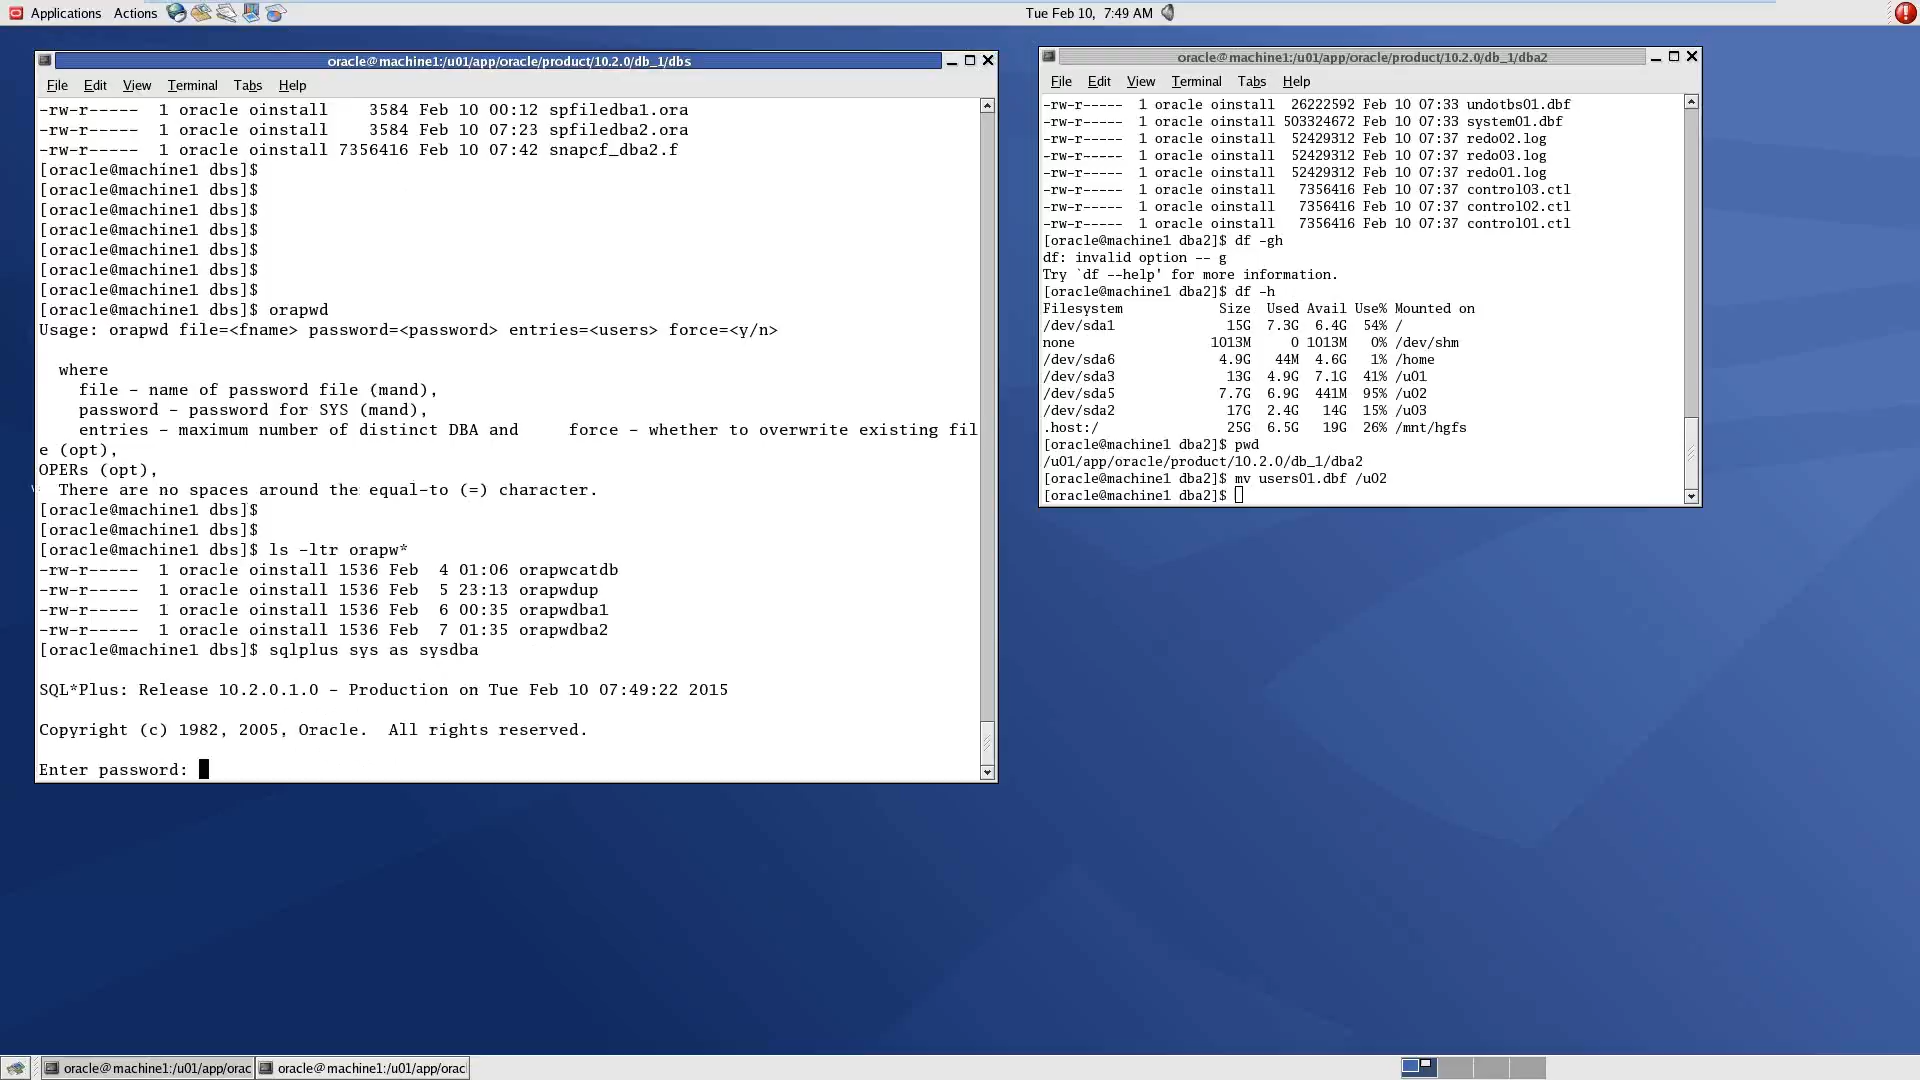 Applications Actions
Tue Feb 10, 7:49 AM
oracle@machine1:/u01/app/oracle/product/10.2.0/db_1/dbs
File Edit View Terminal Tabs Help
-rw-r----- 1 oracle oinstall 3584 Feb 10 00:12 spfiledba1.ora
-rw-r----- 1 oracle oinstall 3584 Feb 10 07:23 spfiledba2.ora
-rw-r----- 1 oracle oinstall 7356416 Feb 10 07:42 snapcf_dba2.f
[oracle@machine1 dbs]$
[oracle@machine1 dbs]$
[oracle@machine1 dbs]$
[oracle@machine1 dbs]$
[oracle@machine1 dbs]$
[oracle@machine1 dbs]$
[oracle@machine1 dbs]$
[oracle@machine1 dbs]$ orapwd
Usage: orapwd file=<fname> password=<password> entries=<users> force=<y/n>
where
file - name of password file (mand),
password - password for SYS (mand),
entries - maximum number of distinct DBA and     force - whether to overwrite existing fil
e (opt),
OPERs (opt),
There are no spaces around the equal-to (=) character.
[oracle@machine1 dbs]$
[oracle@machine1 dbs]$
[oracle@machine1 dbs]$ ls -ltr orapw*
-rw-r----- 1 oracle oinstall 1536 Feb 4 01:06 orapwcatdb
-rw-r----- 1 oracle oinstall 1536 Feb 5 23:13 orapwdup
-rw-r----- 1 oracle oinstall 1536 Feb 6 00:35 orapwdba1
-rw-r----- 1 oracle oinstall 1536 Feb 7 01:35 orapwdba2
[oracle@machine1 dbs]$ sqlplus sys as sysdba
SQL*Plus: Release 10.2.0.1.0 - Production on Tue Feb 10 07:49:22 2015
Copyright (c) 1982, 2005, Oracle. All rights reserved.
Enter password:
oracle@machine1:/u01/app/oracle/product/10.2.0/db_1/dba2
File Edit View Terminal Tabs Help
-rw-r----- 1 oracle oinstall 26222592 Feb 10 07:33 undotbs01.dbf
-rw-r----- 1 oracle oinstall 503324672 Feb 10 07:33 system01.dbf
-rw-r----- 1 oracle oinstall 52429312 Feb 10 07:37 redo02.log
-rw-r----- 1 oracle oinstall 52429312 Feb 10 07:37 redo03.log
-rw-r----- 1 oracle oinstall 52429312 Feb 10 07:37 redo01.log
-rw-r----- 1 oracle oinstall 7356416 Feb 10 07:37 control03.ctl
-rw-r----- 1 oracle oinstall 7356416 Feb 10 07:37 control02.ctl
-rw-r----- 1 oracle oinstall 7356416 Feb 10 07:37 control01.ctl
[oracle@machine1 dba2]$ df -gh
df: invalid option -- g
Try `df --help' for more information.
[oracle@machine1 dba2]$ df -h
Filesystem Size Used Avail Use% Mounted on
/dev/sda1 15G 7.3G 6.4G 54% /
none 1013M 0 1013M 0% /dev/shm
/dev/sda6 4.9G 44M 4.6G 1% /home
/dev/sda3 13G 4.9G 7.1G 41% /u01
/dev/sda5 7.7G 6.9G 441M 95% /u02
/dev/sda2 17G 2.4G 14G 15% /u03
.host:/ 25G 6.5G 19G 26% /mnt/hgfs
[oracle@machine1 dba2]$ pwd
/u01/app/oracle/product/10.2.0/db_1/dba2
[oracle@machine1 dba2]$ mv users01.dbf /u02
[oracle@machine1 dba2]$
oracle@machine1:/u01/app/orac
oracle@machine1:/u01/app/orac